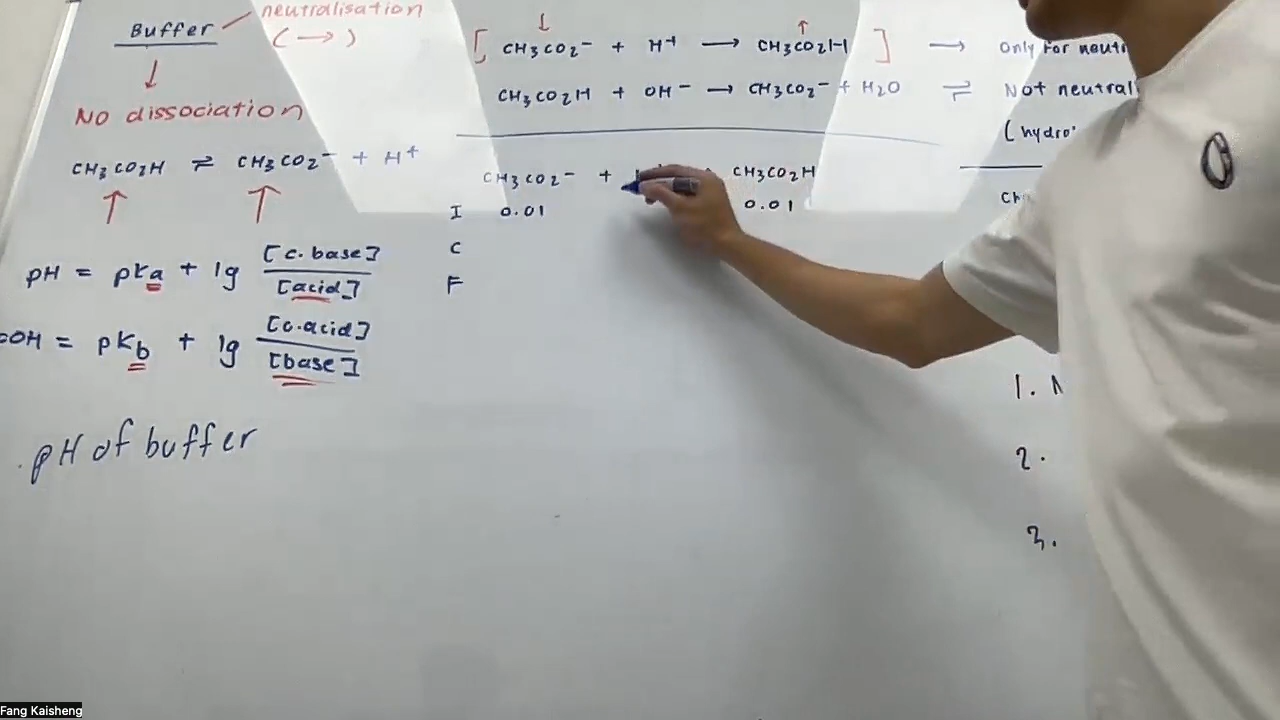 Buffer
neutralisation
( ⟶ )
↓
No dissociation
CH3CO2H ⇌ CH3CO2⁻ + H⁺
↑ ↑
pH = pKa + lg [c.base] / [acid]
OH = pKb + lg [c.acid] / [base]
pH of buffer
↓ ↑
[ CH3CO2⁻ + H⁺ ⟶ CH3CO2H ] ⟶ Only for neutr
CH3CO2H + OH⁻ ⟶ CH3CO2⁻ + H2O ⇌ Not neutral
(hydro
CH3CO2⁻ + CH3CO2H
I 0.01 0.01
C
F
1.
2.
3.
Fang Kaisheng